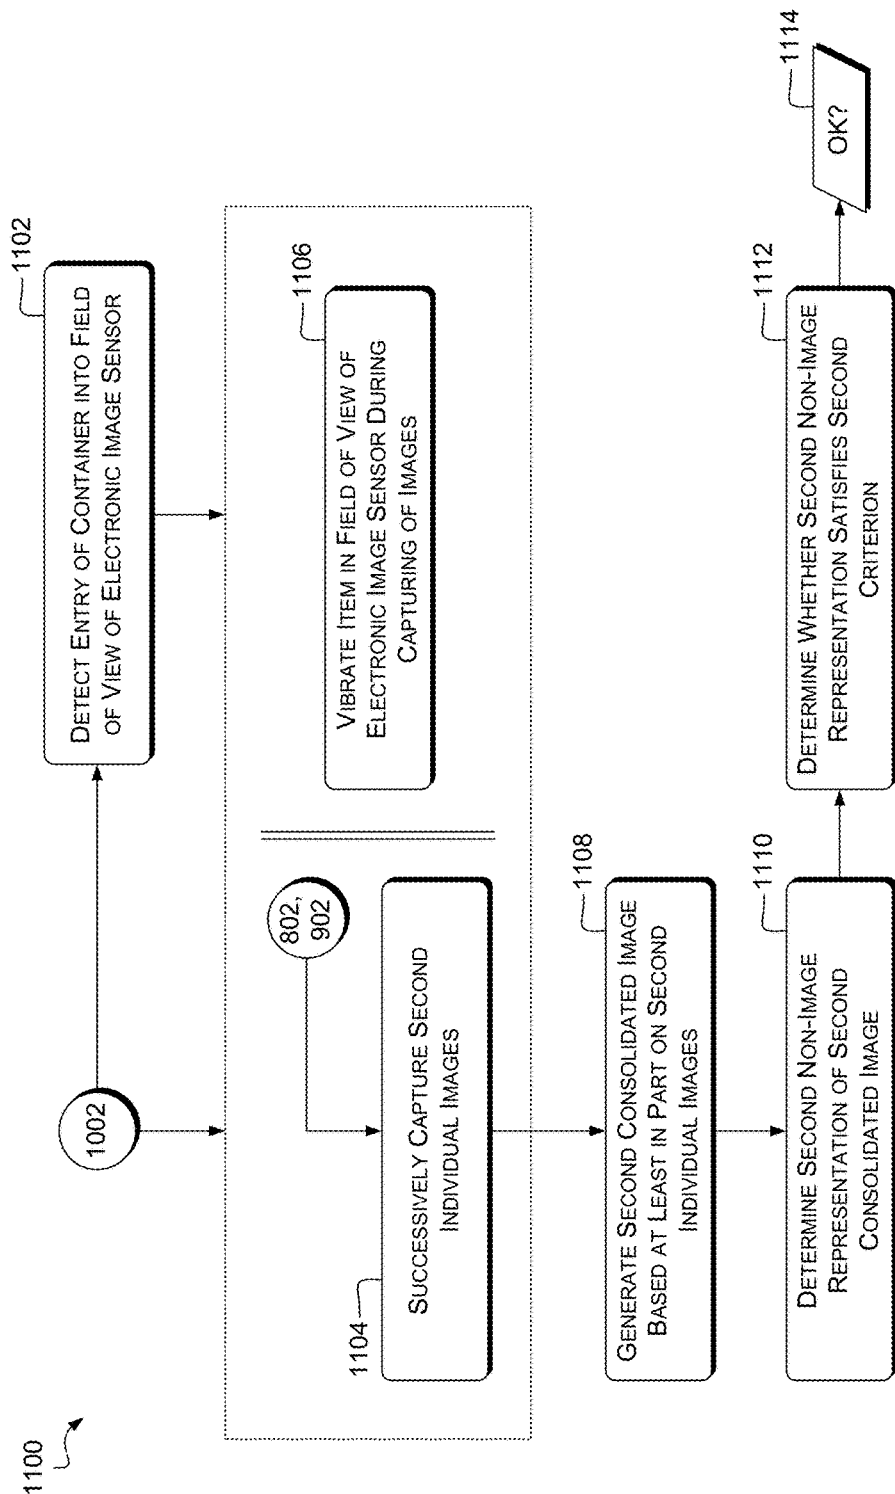 1100
1002
1102
DETECT ENTRY OF CONTAINER INTO FIELD
OF VIEW OF ELECTRONIC IMAGE SENSOR
802,
902
1104
SUCCESSIVELY CAPTURE SECOND
INDIVIDUAL IMAGES
1106
VIBRATE ITEM IN FIELD OF VIEW OF
ELECTRONIC IMAGE SENSOR DURING
CAPTURING OF IMAGES
1108
GENERATE SECOND CONSOLIDATED IMAGE
BASED AT LEAST IN PART ON SECOND
INDIVIDUAL IMAGES
1110
DETERMINE SECOND NON-IMAGE
REPRESENTATION OF SECOND
CONSOLIDATED IMAGE
1112
DETERMINE WHETHER SECOND NON-IMAGE
REPRESENTATION SATISFIES SECOND
CRITERION
1114
OK?